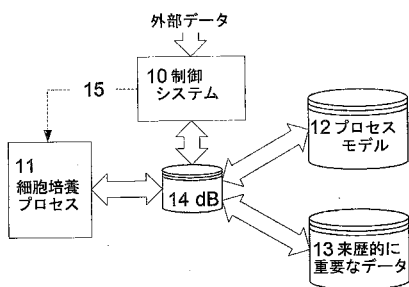 外部データ
10 制御
システム
15
12 プロセス
モデル
11
細胞培養
プロセス
14 dB
13 来歴的に
重要なデータ